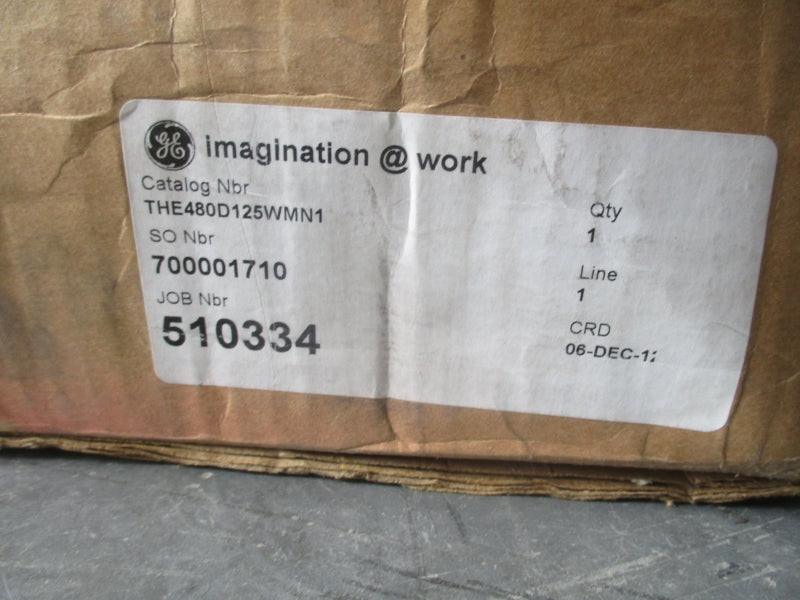 GE imagination @ work
Catalog Nbr
THE480D125WMN1
SO Nbr
700001710
JOB Nbr
510334
Qty
1
Line
1
CRD
06-DEC-12